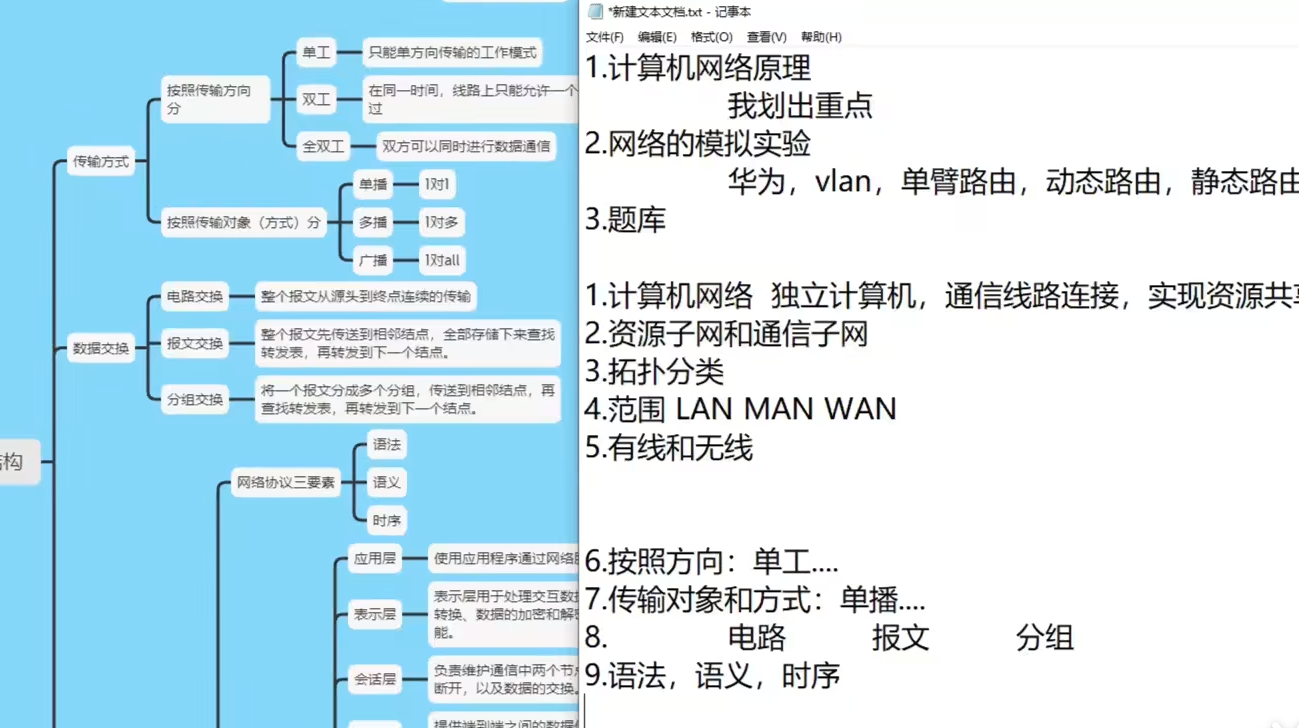 单工
只能单方向传输的工作模式
按照传输方向
分
双工
在同一时间，线路上只能允许一个
过
全双工
双方可以同时进行数据通信
传输方式
单播
1对1
按照传输对象（方式）分
多播
1对多
广播
1对all
电路交换
整个报文从源头到终点连续的传输
数据交换
报文交换
整个报文先传送到相邻结点，全部存储下来查找
转发表，再转发到下一个结点。
分组交换
将一个报文分成多个分组，传送到相邻结点，再
查找转发表，再转发到下一个结点。
构
网络协议三要素
语法
语义
时序
应用层
使用应用程序通过网络
表示层
表示层用于处理交互数
转换、数据的加密和解
能。
会话层
负责维护通信中两个节
断开，以及数据的交换。
提供端到端之间的数据
*新建文本文档.txt - 记事本
文件(F) 编辑(E) 格式(O) 查看(V) 帮助(H)
1.计算机网络原理
我划出重点
2.网络的模拟实验
华为，vlan，单臂路由，动态路由，静态路由
3.题库
1.计算机网络 独立计算机，通信线路连接，实现资源共
2.资源子网和通信子网
3.拓扑分类
4.范围 LAN MAN WAN
5.有线和无线
6.按照方向：单工....
7.传输对象和方式：单播....
8. 电路 报文 分组
9.语法，语义，时序